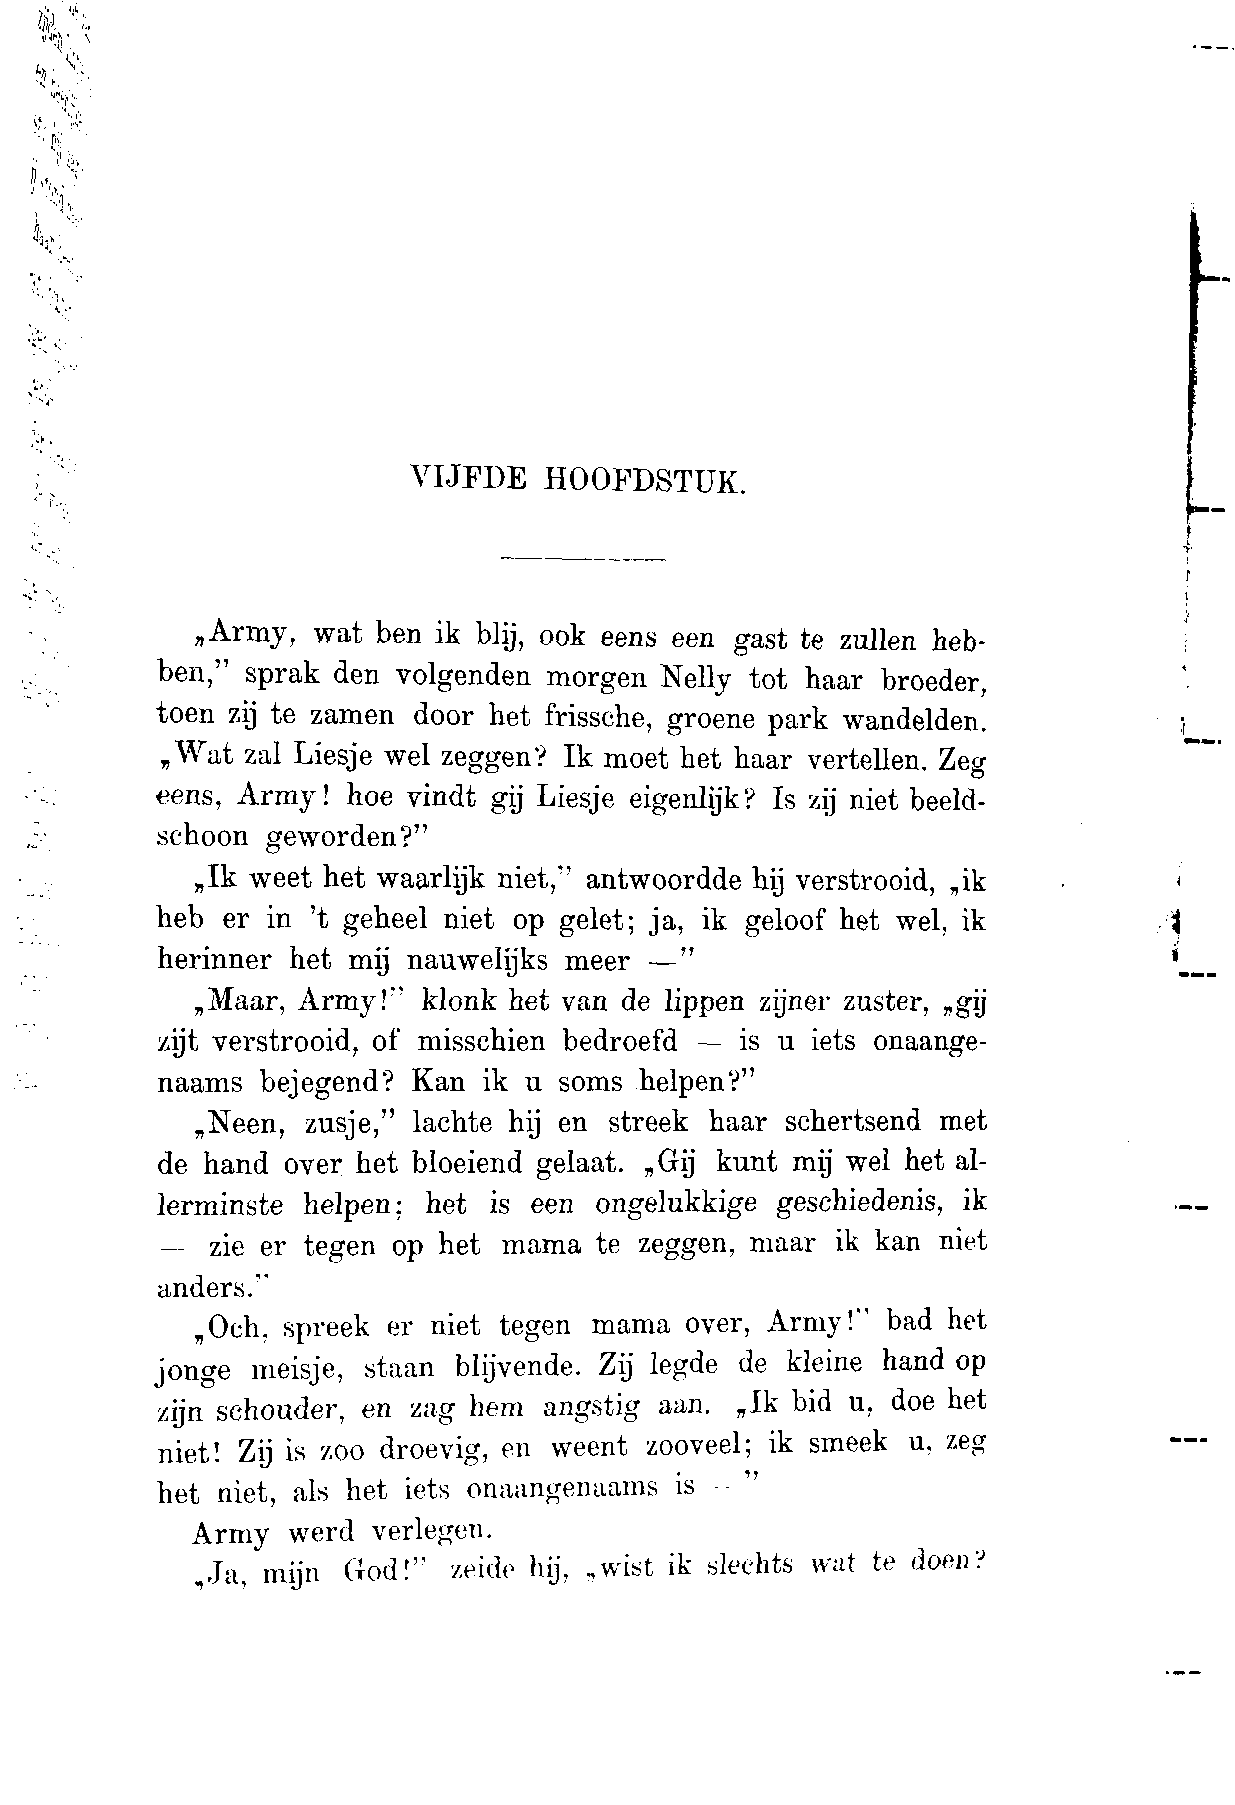 VIJFDE HOOFDSTUK.
„Army, wat ben ik blij, ook eens een gast te zullen heb-
ben,” sprak den volgenden morgen Nelly tot haar broeder,
toen zij te zamen door het frissche, groene park wandelden.
„Wat zal Liesje wel zeggen? Ik moet het haar vertellen. Zeg
eens, Army! hoe vindt gij Liesje eigenlijk? Is zij niet beeld-
schoon geworden?”
„Ik weet het waarlijk niet,” antwoordde hij verstrooid, „ik
heb er in ’t geheel niet op gelet; ja, ik geloof het wel, ik
herinner het mij nauwelijks meer —”
„Maar, Army!” klonk het van de lippen zijner zuster, „gij
zijt verstrooid, of misschien bedroefd — is u iets onaange-
naams bejegend? Kan ik u soms helpen?”
„Neen, zusje,” lachte hij en streek haar schertsend met
de hand over het bloeiend gelaat. „Gij kunt mij wel het al-
lerminste helpen; het is een ongelukkige geschiedenis, ik
— zie er tegen op het mama te zeggen, maar ik kan niet
anders.”
„Och, spreek er niet tegen mama over, Army!” bad het
jonge meisje, staan blijvende. Zij legde de kleine hand op
zijn schouder, en zag hem angstig aan. „Ik bid u, doe het
niet! Zij is zoo droevig, en weent zooveel; ik smeek u, zeg
het niet, als het iets onaangenaams is — ”
Army werd verlegen.
„Ja, mijn God!” zeide hij, „wist ik slechts wat te doen?